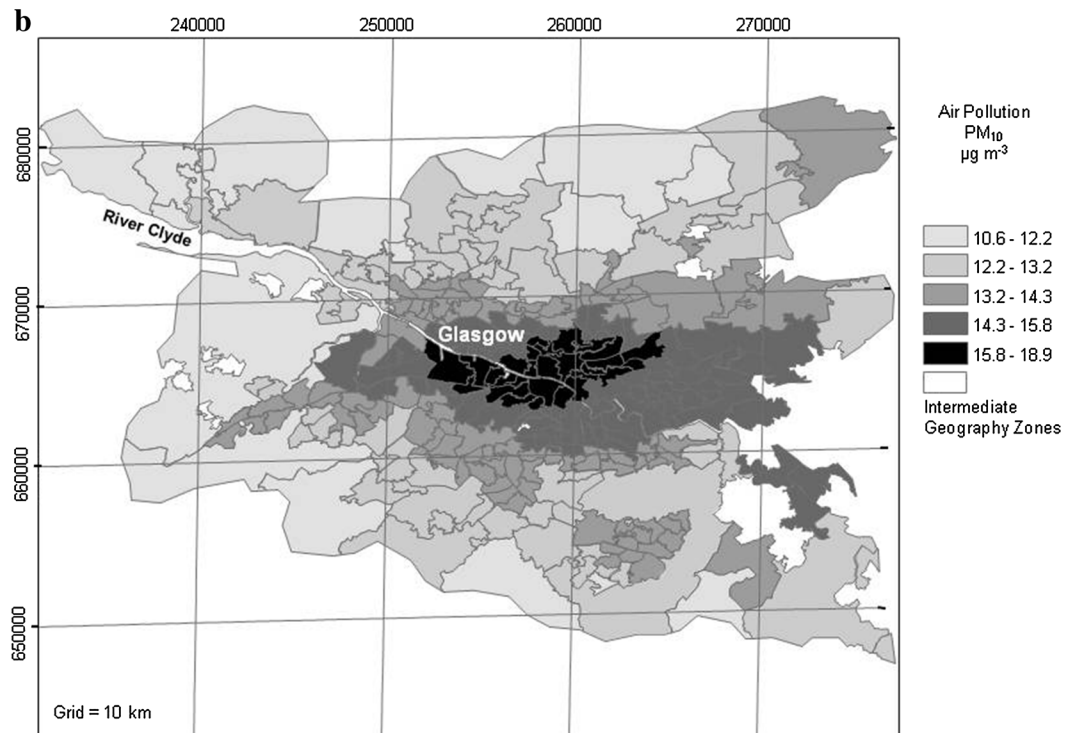 b
240000 250000 260000 270000
680000
670000
660000
650000
River Clyde
Glasgow
Grid = 10 km
Air Pollution
PM₁₀
µg m⁻³
10.6 - 12.2
12.2 - 13.2
13.2 - 14.3
14.3 - 15.8
15.8 - 18.9
Intermediate
Geography Zones